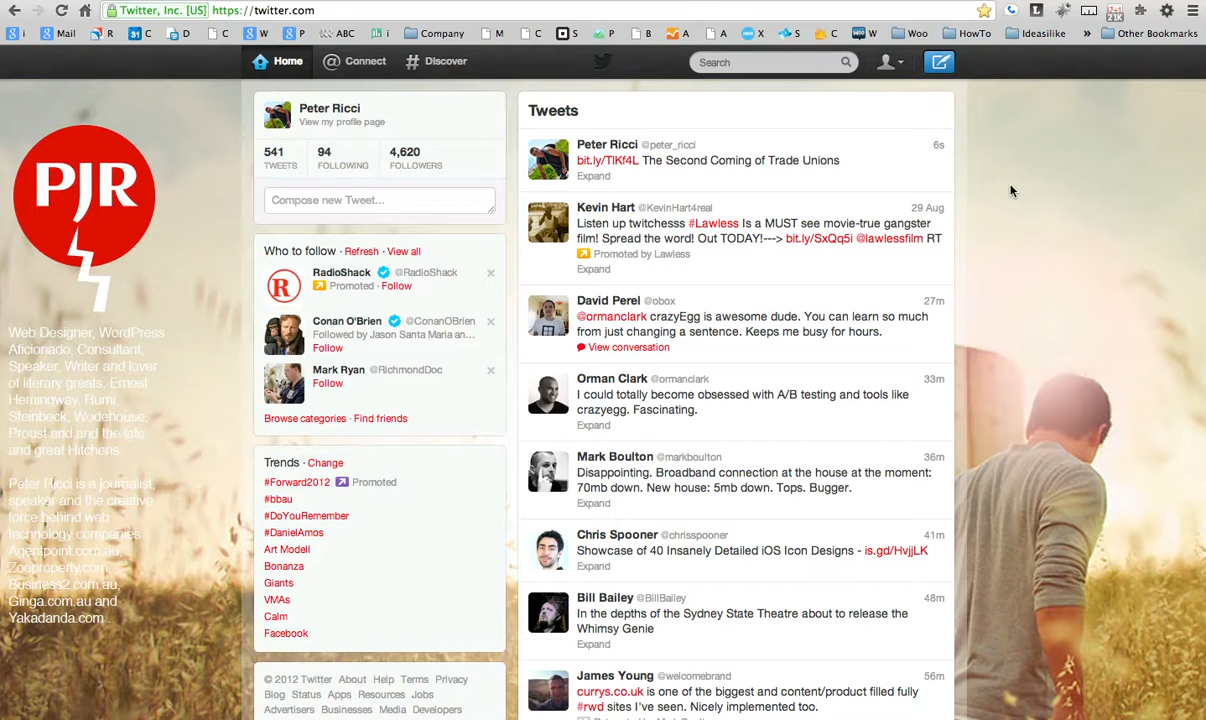 Twitter, Inc. [US] https://twitter.com
21K
i Mail R C D C W P ABC i Company M C S P B A A X S C W Woo HowTo Ideasilike » Other Bookmarks
Home @ Connect # Discover Search
Peter Ricci
View my profile page
541 94 4,620
TWEETS FOLLOWING FOLLOWERS
Compose new Tweet...
Who to follow · Refresh · View all
RadioShack @RadioShack
Promoted · Follow
Conan O'Brien @ConanOBrien
Followed by Jason Santa Maria an...
Follow
Mark Ryan @RichmondDoc
Follow
Browse categories · Find friends
Trends · Change
#Forward2012 Promoted
#bbau
#DoYouRemember
#DanielAmos
Art Modell
Bonanza
Giants
VMAs
Calm
Facebook
© 2012 Twitter About Help Terms Privacy
Blog Status Apps Resources Jobs
Advertisers Businesses Media Developers
Tweets
Peter Ricci @peter_ricci 6s
bit.ly/TlKf4L The Second Coming of Trade Unions
Expand
Kevin Hart @KevinHart4real 29 Aug
Listen up twitchesss #Lawless Is a MUST see movie-true gangster
film! Spread the word! Out TODAY!---> bit.ly/SxQq5i @lawlessfilm RT
Promoted by Lawless
Expand
David Perel @obox 27m
@ormanclark crazyEgg is awesome dude. You can learn so much
from just changing a sentence. Keeps me busy for hours.
View conversation
Orman Clark @ormanclark 33m
I could totally become obsessed with A/B testing and tools like
crazyegg. Fascinating.
Expand
Mark Boulton @markboulton 36m
Disappointing. Broadband connection at the house at the moment:
70mb down. New house: 5mb down. Tops. Bugger.
Expand
Chris Spooner @chrisspooner 41m
Showcase of 40 Insanely Detailed iOS Icon Designs - is.gd/HvjjLK
Expand
Bill Bailey @BillBailey 48m
In the depths of the Sydney State Theatre about to release the
Whimsy Genie
Expand
James Young @welcomebrand 56m
currys.co.uk is one of the biggest and content/product filled fully
#rwd sites I've seen. Nicely implemented too.
PJR
Web Designer, WordPress
Aficionado, Consultant,
Speaker, Writer and lover
of literary greats, Ernest
Hemingway, Rumi,
Steinbeck, Wodehouse,
Proust and and the late
and great Hitchens.
Peter Ricci is a journalist,
speaker and the creative
force behind web
technology companies
Agentpoint.com.au,
Zooproperty.com,
Business2.com.au,
Ginga.com.au and
Yakadanda.com .